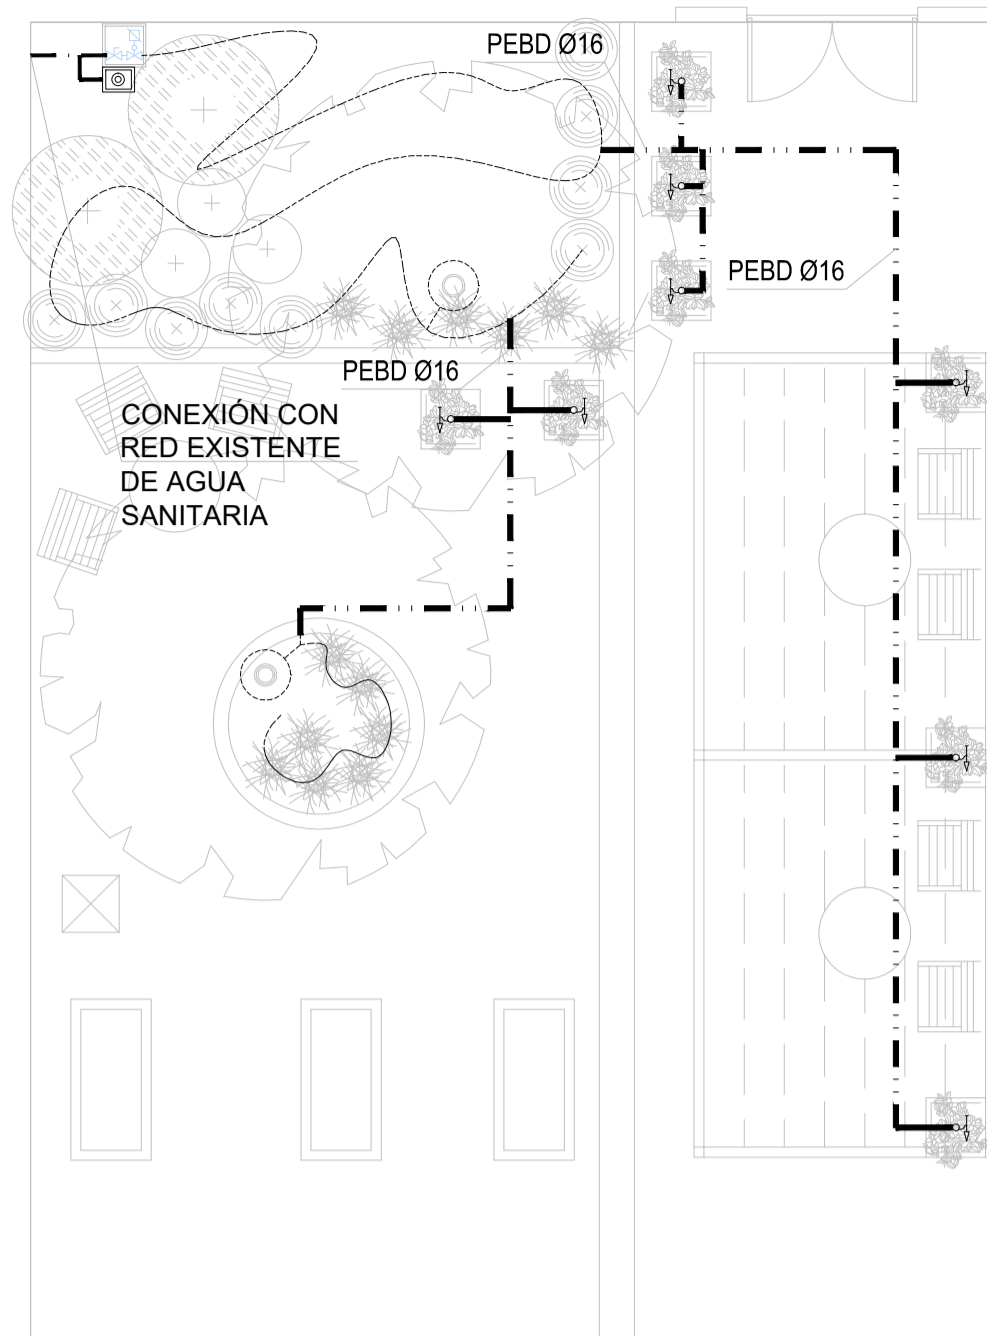 PEBD Ø16
PEBD Ø16
PEBD Ø16
CONEXIÓN CON
RED EXISTENTE
DE AGUA
SANITARIA